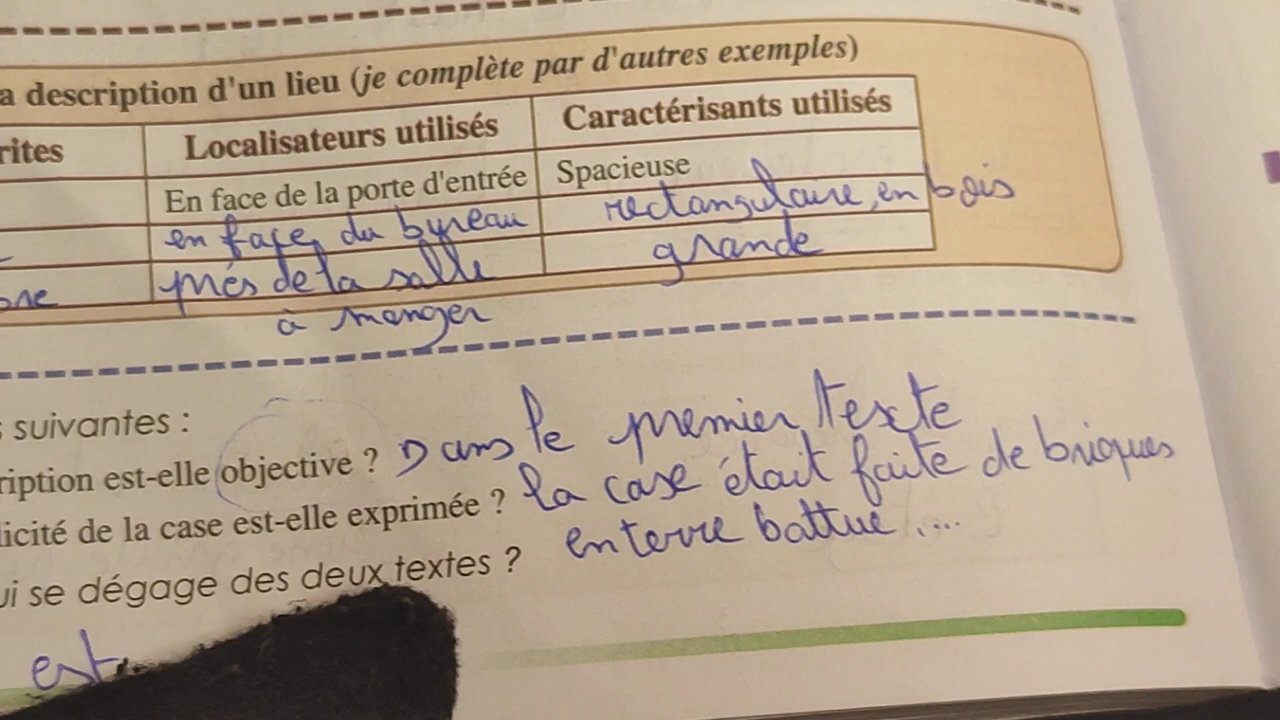 a description d'un lieu (je complète par d'autres exemples)
rites Localisateurs utilisés Caractérisants utilisés
En face de la porte d'entrée Spacieuse
en face du bureau rectangulaire, en bois
près de la salle grande
à manger
suivantes :
ription est-elle objective ? Dans le premier texte
licité de la case est-elle exprimée ? la case était faite de briques
en terre battue ....
ui se dégage des deux textes ?
est